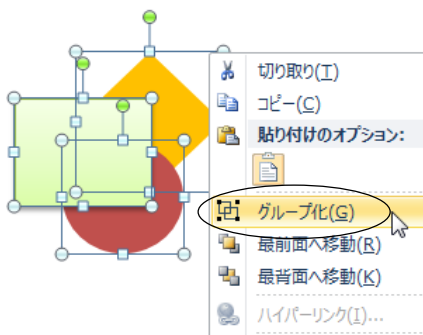 切り取り(T)
コピー(C)
貼り付けのオプション:
グループ化(G)
最前面へ移動(R)
最背面へ移動(K)
ハイパーリンク(I)...